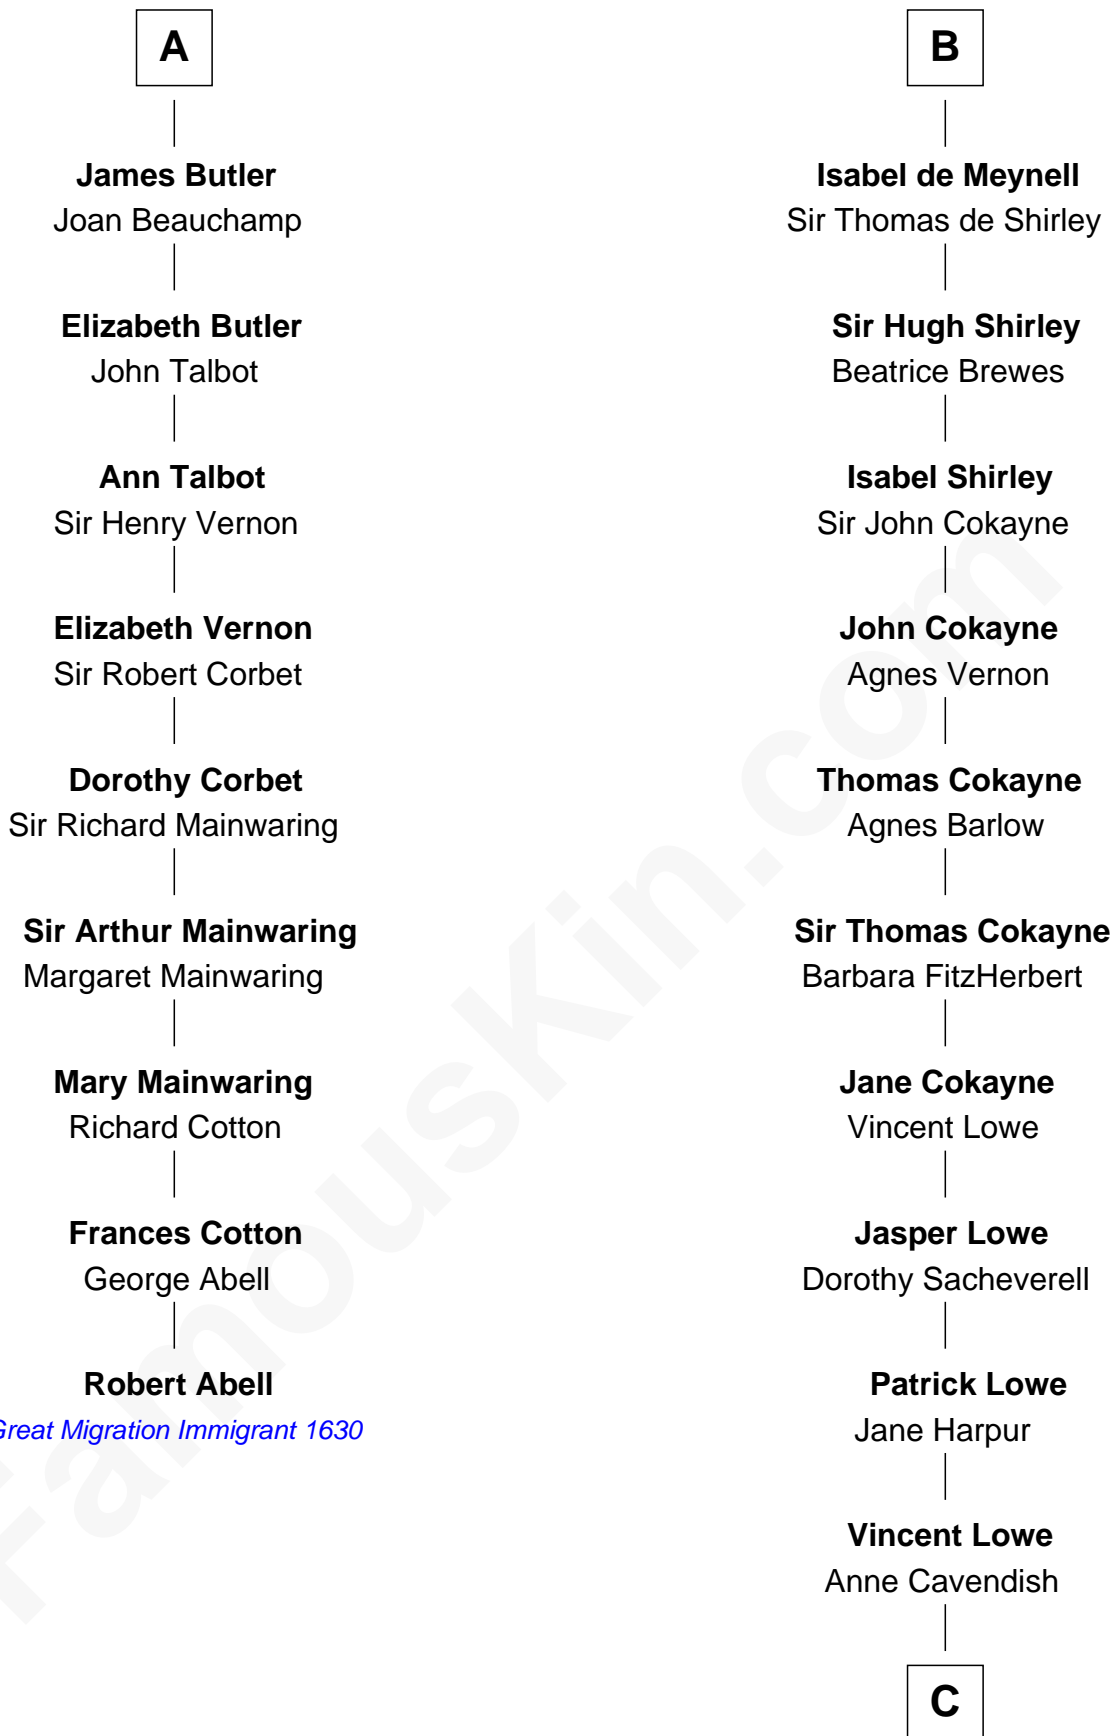 A
James Butler
Joan Beauchamp
Elizabeth Butler
John Talbot
Ann Talbot
Sir Henry Vernon
Elizabeth Vernon
Sir Robert Corbet
Dorothy Corbet
Sir Richard Mainwaring
Sir Arthur Mainwaring
Margaret Mainwaring
Mary Mainwaring
Richard Cotton
Frances Cotton
George Abell
Robert Abell
Great Migration Immigrant 1630
B
Isabel de Meynell
Sir Thomas de Shirley
Sir Hugh Shirley
Beatrice Brewes
Isabel Shirley
Sir John Cokayne
John Cokayne
Agnes Vernon
Thomas Cokayne
Agnes Barlow
Sir Thomas Cokayne
Barbara FitzHerbert
Jane Cokayne
Vincent Lowe
Jasper Lowe
Dorothy Sacheverell
Patrick Lowe
Jane Harpur
Vincent Lowe
Anne Cavendish
C
FamousKin.com